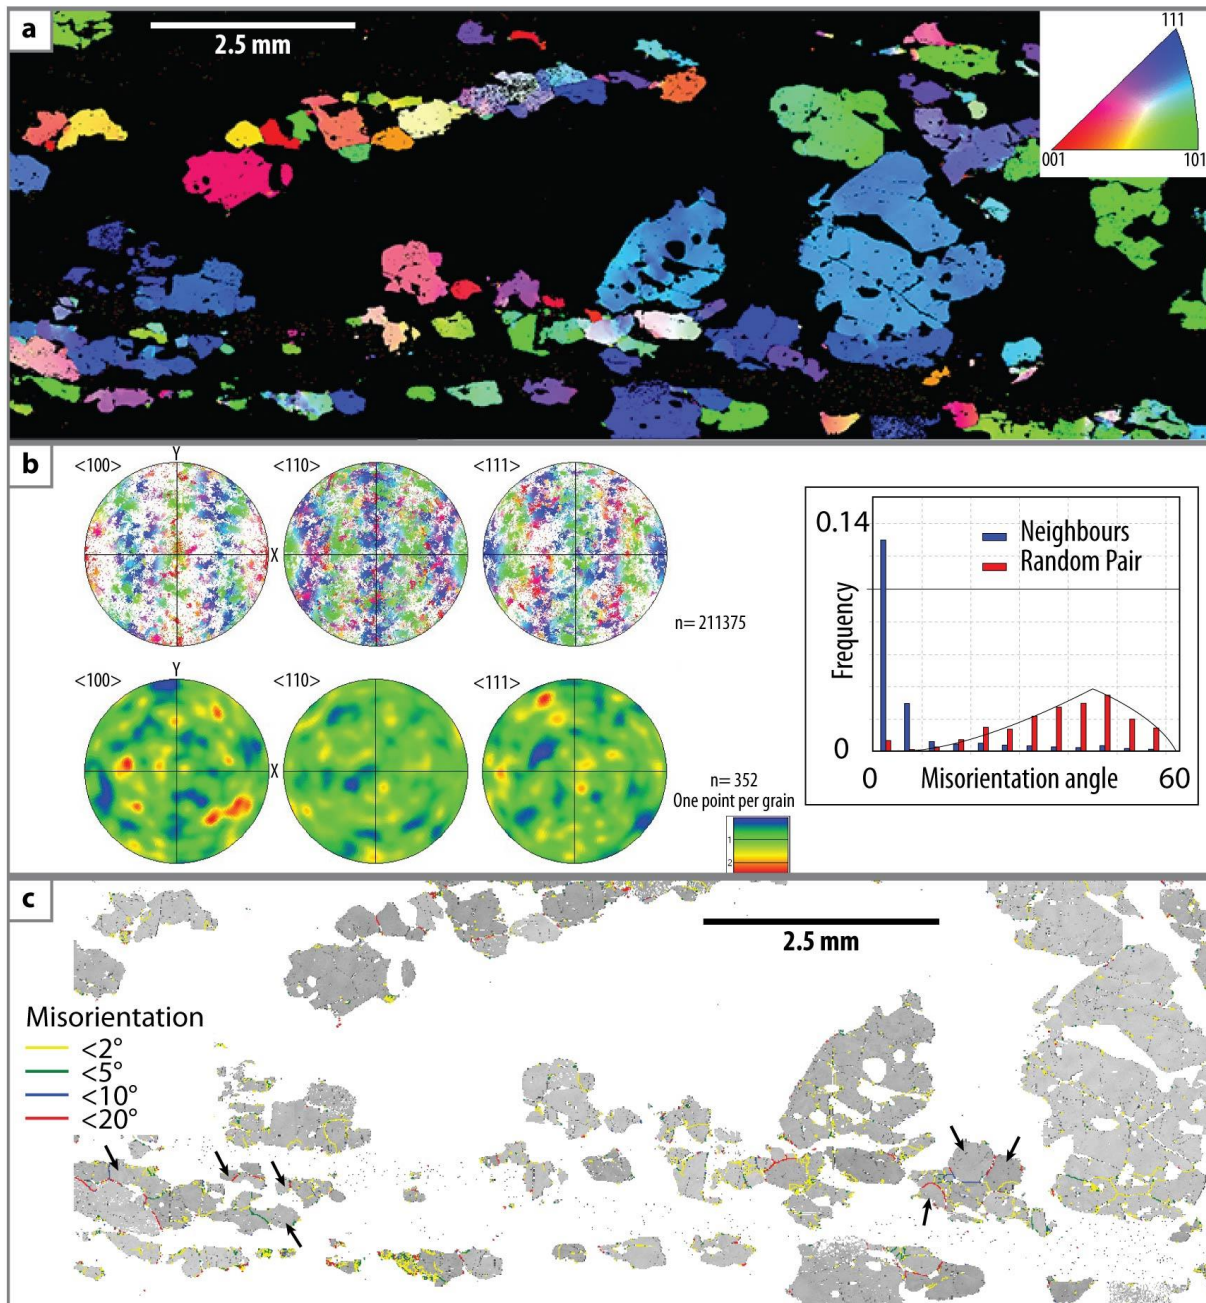 a
2.5 mm
111
001
101
b
<100>
Y
<110>
<111>
X
n= 211375
<100>
Y
<110>
<111>
X
n= 352
One point per grain
1
2
0.14
Neighbours
Random Pair
Frequency
0
0
Misorientation angle
60
c
2.5 mm
Misorientation
<2°
<5°
<10°
<20°